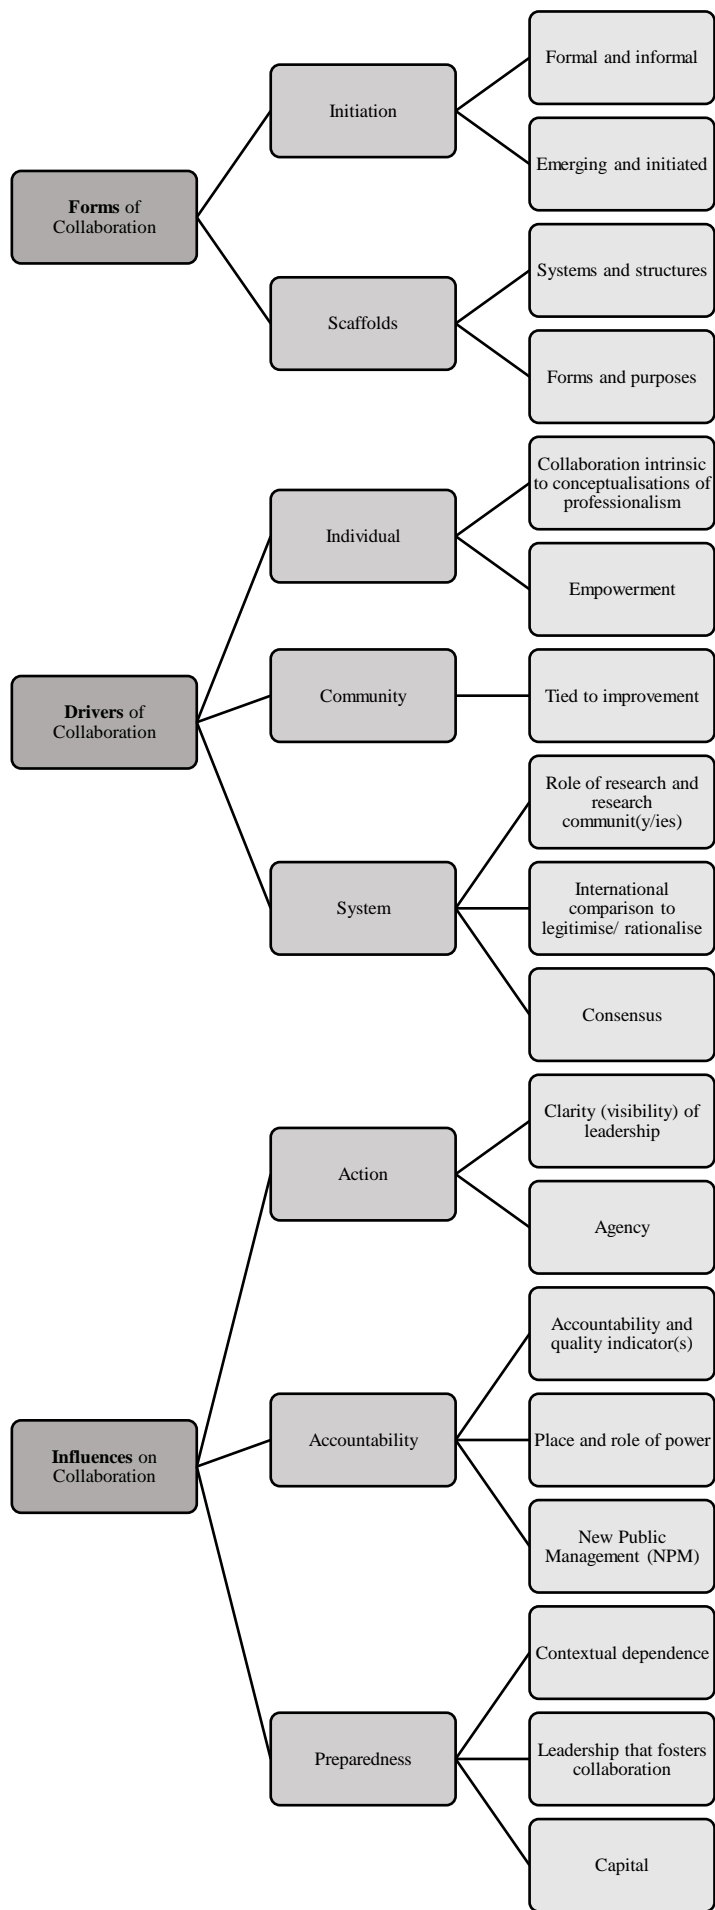 Formal and informal
Initiation
Emerging and initiated
Forms of
Collaboration
Systems and structures
Scaffolds
Forms and purposes
Collaboration intrinsic
to conceptualisations of
professionalism
Individual
Empowerment
Community
Tied to improvement
Drivers of
Collaboration
Role of research and
research
communit(y/ies)
System
International
comparison to
legitimise/ rationalise
Consensus
Clarity (visibility) of
leadership
Action
Agency
Accountability and
quality indicator(s)
Influences on
Collaboration
Accountability
Place and role of power
New Public
Management (NPM)
Contextual dependence
Preparedness
Leadership that fosters
collaboration
Capital